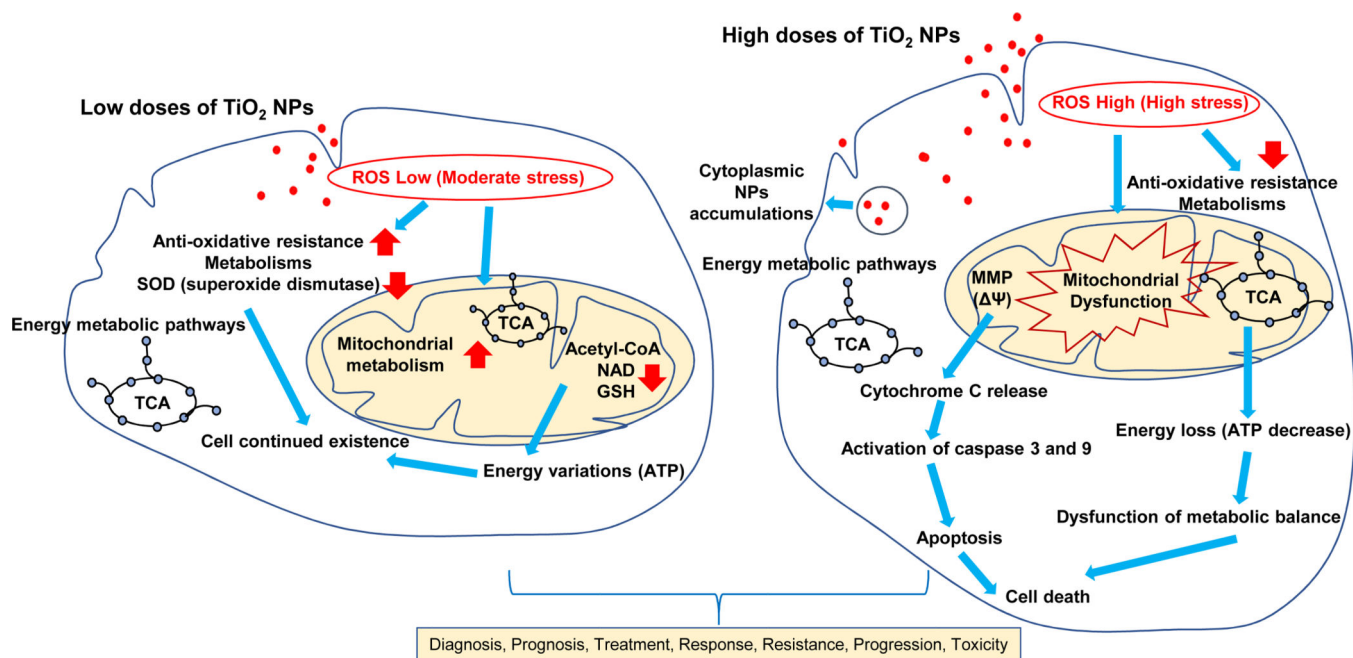 Low doses of TiO₂ NPs
ROS Low (Moderate stress)
Anti-oxidative resistance
Metabolisms
SOD (superoxide dismutase)
Energy metabolic pathways
TCA
TCA
Mitochondrial
metabolism
Acetyl-CoA
NAD
GSH
Cell continued existence
Energy variations (ATP)
High doses of TiO₂ NPs
ROS High (High stress)
Cytoplasmic
NPs
accumulations
Anti-oxidative resistance
Metabolisms
Energy metabolic pathways
TCA
MMP
(ΔΨ)
Mitochondrial
Dysfunction
TCA
Cytochrome C release
Activation of caspase 3 and 9
Apoptosis
Energy loss (ATP decrease)
Dysfunction of metabolic balance
Cell death
Diagnosis, Prognosis, Treatment, Response, Resistance, Progression, Toxicity